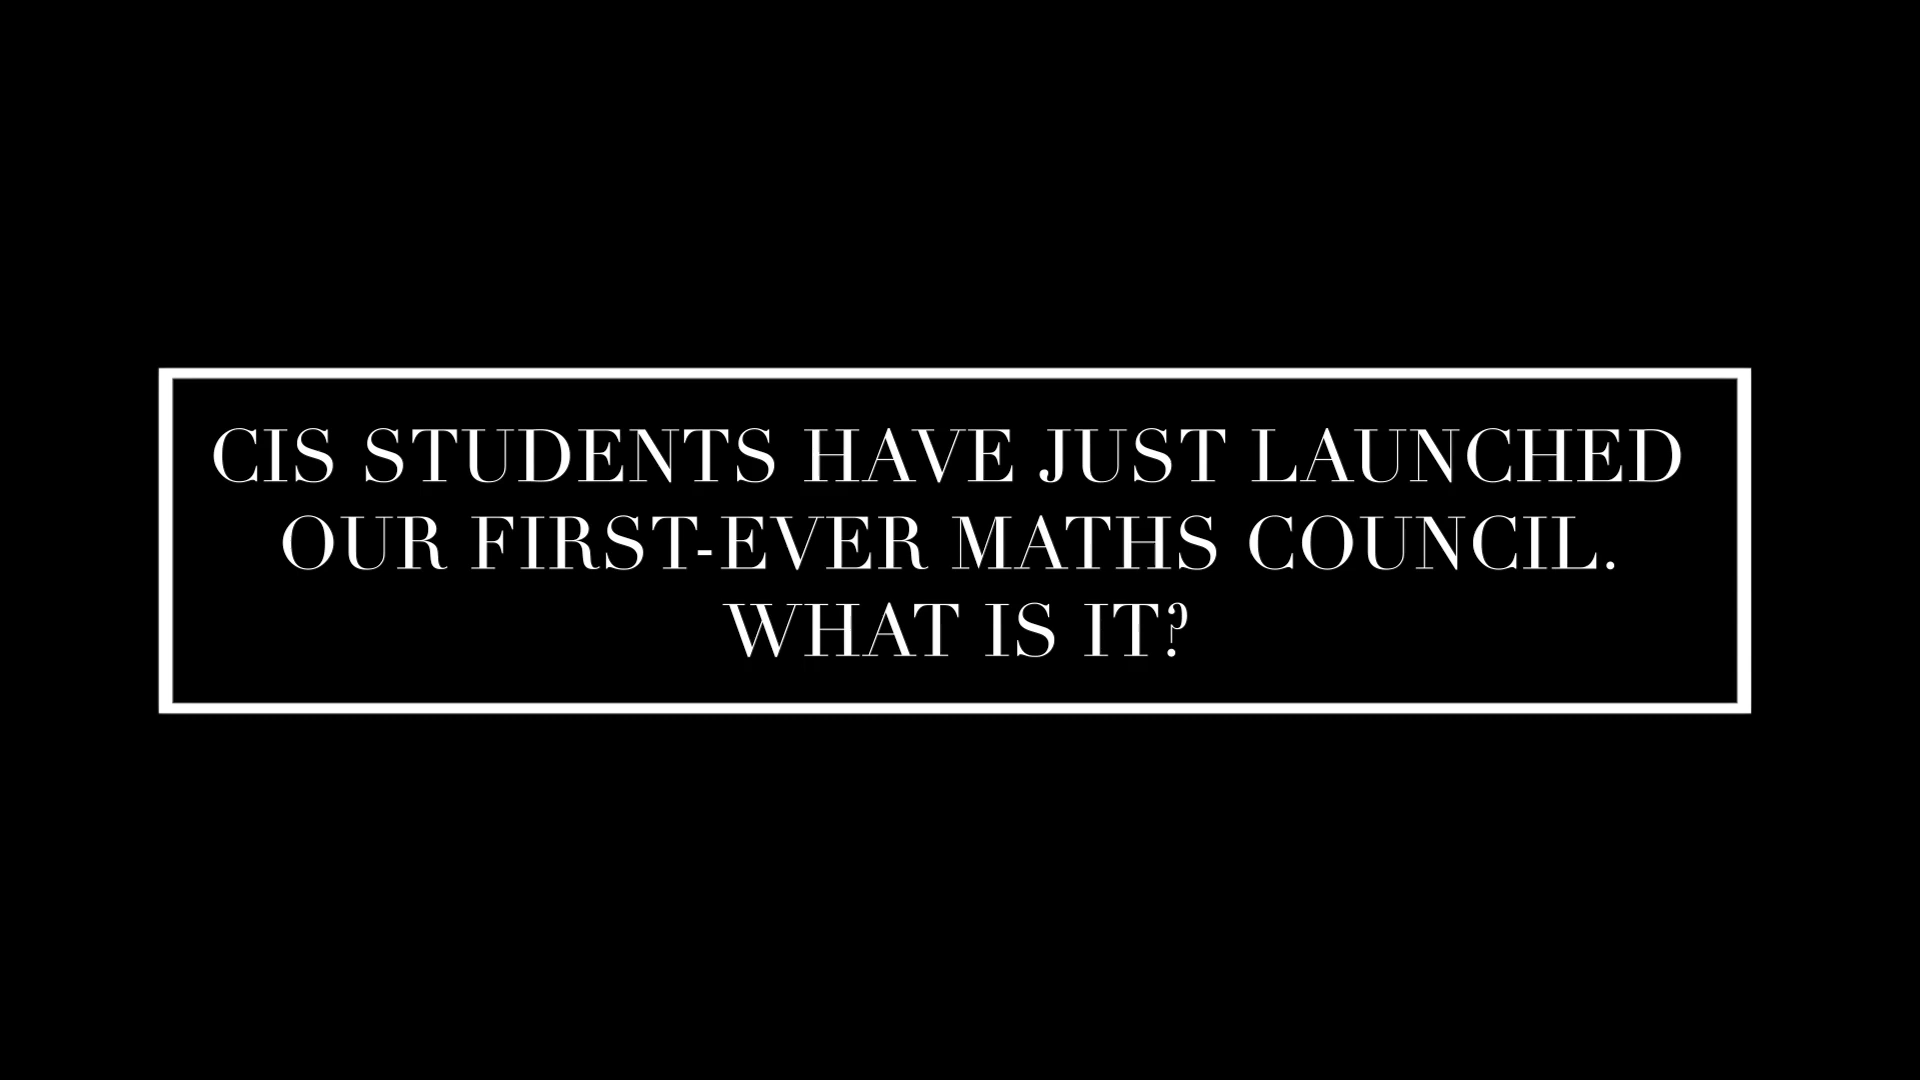 CIS STUDENTS HAVE JUST LAUNCHED
OUR FIRST-EVER MATHS COUNCIL.
WHAT IS IT?